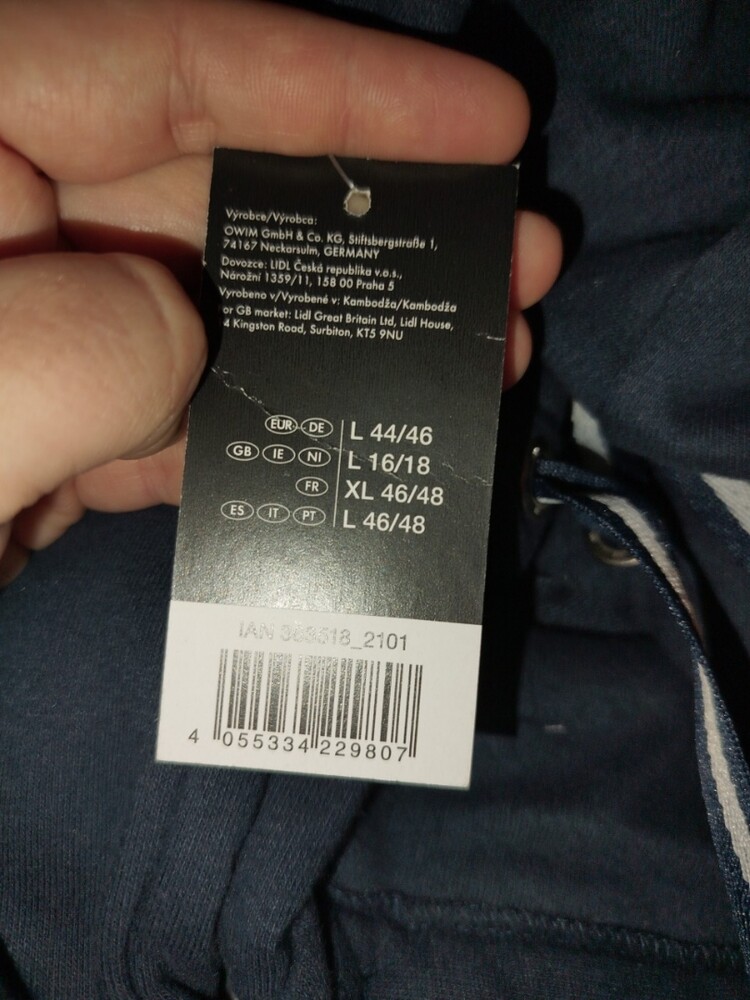 Výrobce/Výrobca:
OWIM GmbH & Co. KG, Stiftsbergstraße 1,
74167 Neckarsulm, GERMANY
Dovozce: LIDL Česká republika v.o.s.,
Nárožní 1359/11, 158 00 Praha 5
Vyrobeno v/Vyrobené v: Kambodža/Kambodža
or GB market: Lidl Great Britain Ltd, Lidl House,
4 Kingston Road, Surbiton, KT5 9NU
EUR DE L 44/46
GB IE NI L 16/18
FR XL 46/48
ES IT PT L 46/48
IAN 353518_2101
4 055334 229807